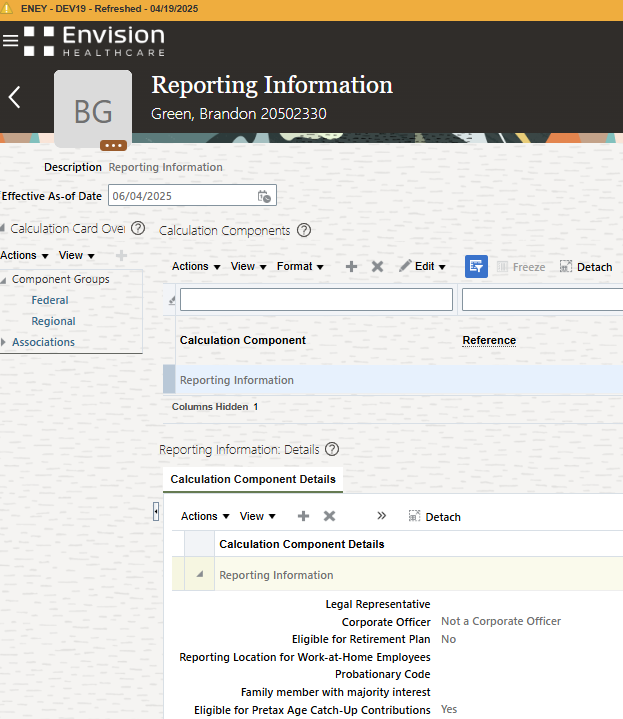 ENEY - DEV19 - Refreshed - 04/19/2025
Envision
HEALTHCARE
BG
Reporting Information
Green, Brandon 20502330
Description Reporting Information
Effective As-of Date 06/04/2025
Calculation Card Over
Actions View
Component Groups
Federal
Regional
Associations
Calculation Components
Actions View Format Edit Freeze Detach
Calculation Component Reference
Reporting Information
Columns Hidden 1
Reporting Information: Details
Calculation Component Details
Actions View » Detach
Calculation Component Details
Reporting Information
Legal Representative
Corporate Officer Not a Corporate Officer
Eligible for Retirement Plan No
Reporting Location for Work-at-Home Employees
Probationary Code
Family member with majority interest
Eligible for Pretax Age Catch-Up Contributions Yes